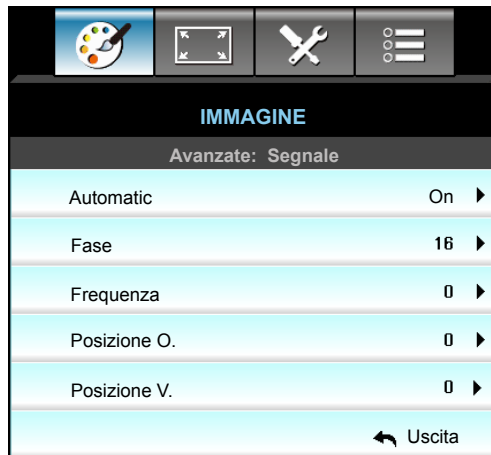 IMMAGINE
Avanzate: Segnale
Automatic On
Fase 16
Frequenza 0
Posizione O. 0
Posizione V. 0
Uscita